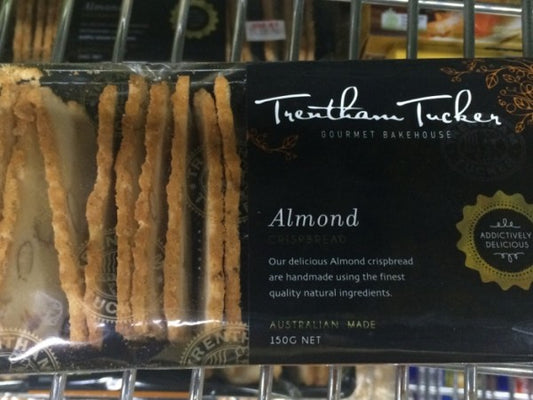 Trentham Tucker
GOURMET BAKEHOUSE
Almond
CRISPBREAD
Our delicious Almond crispbread
are handmade using the finest
quality natural ingredients.
AUSTRALIAN MADE
150G NET
ADDICTIVELY
DELICIOUS
Almond